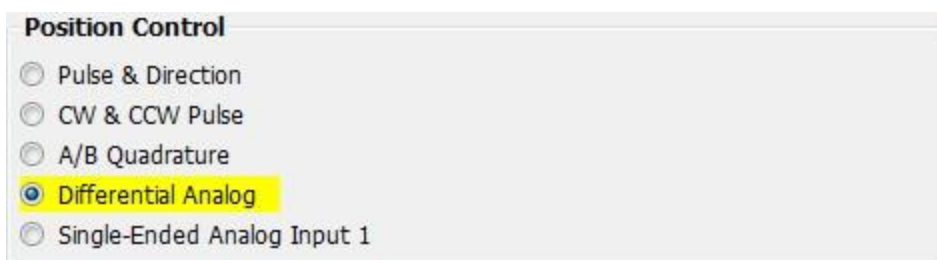 Position Control
Pulse & Direction
CW & CCW Pulse
A/B Quadrature
Differential Analog
Single-Ended Analog Input 1